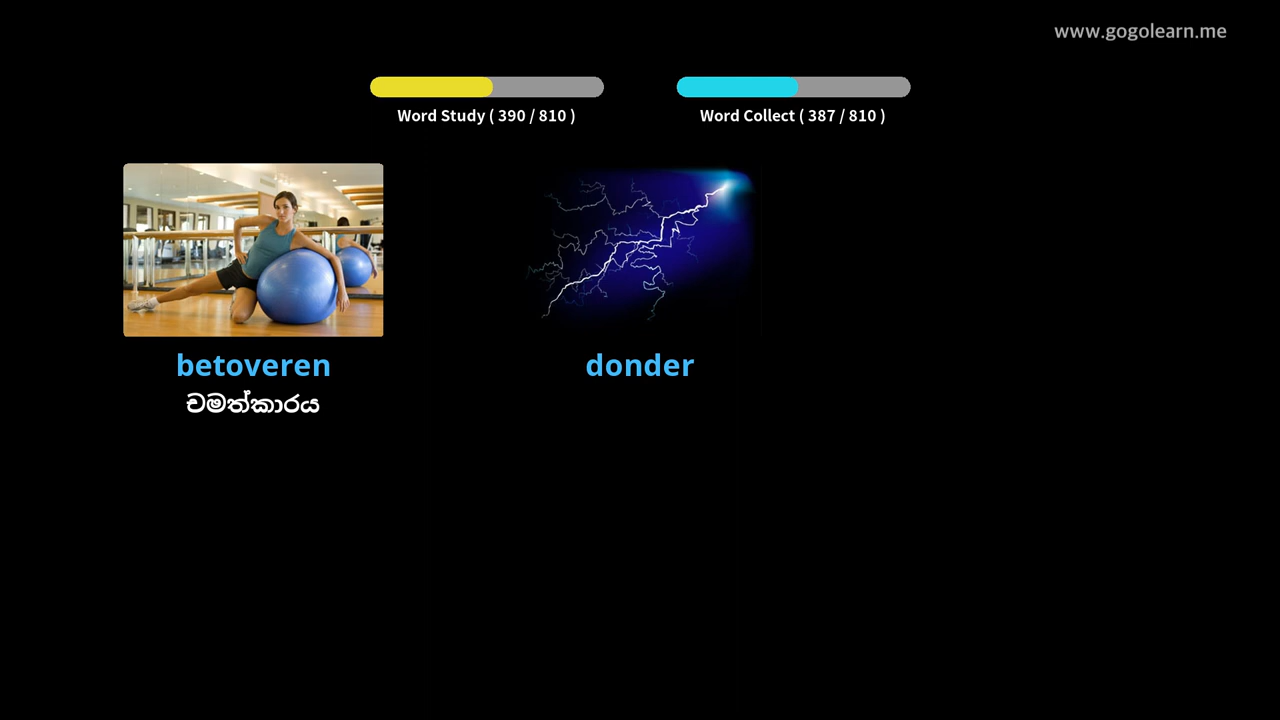 www.gogolearn.me
Word Study ( 390 / 810 )
Word Collect ( 387 / 810 )
betoveren
චමත්කාරය
donder